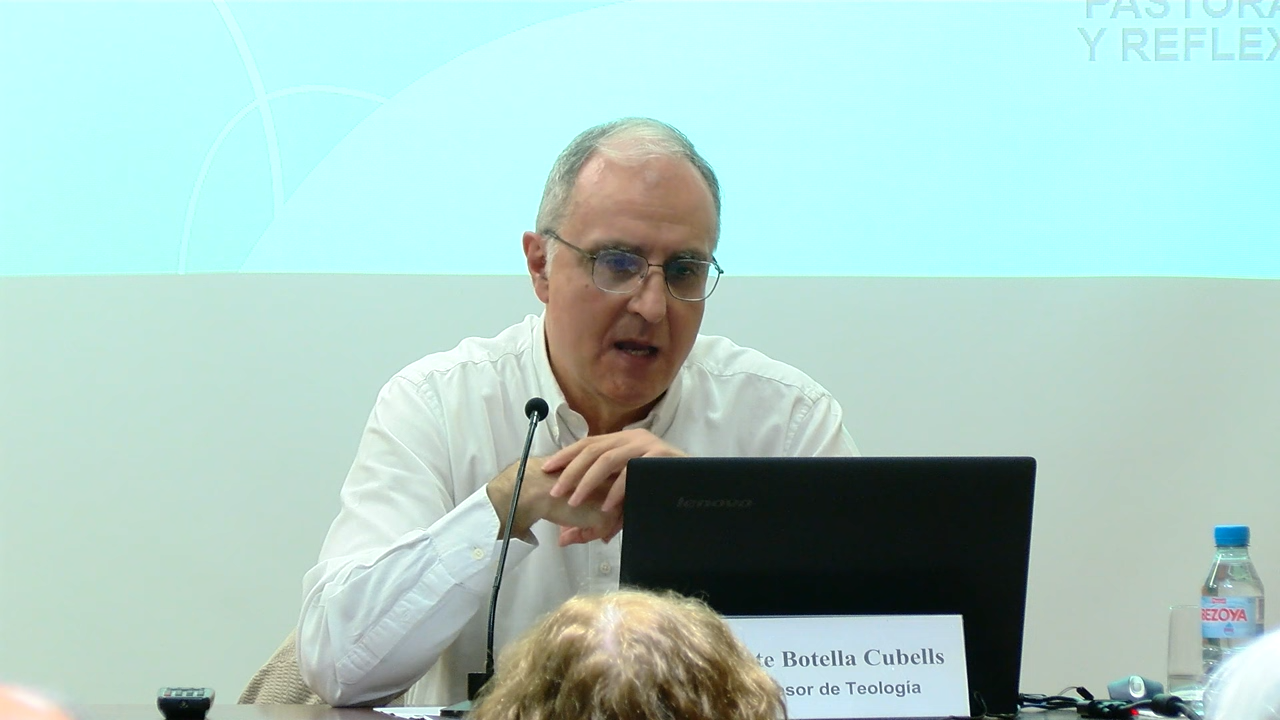 PASTORA
Y REFLEX
lenovo
te Botella Cubells
sor de Teología
BEZOYA